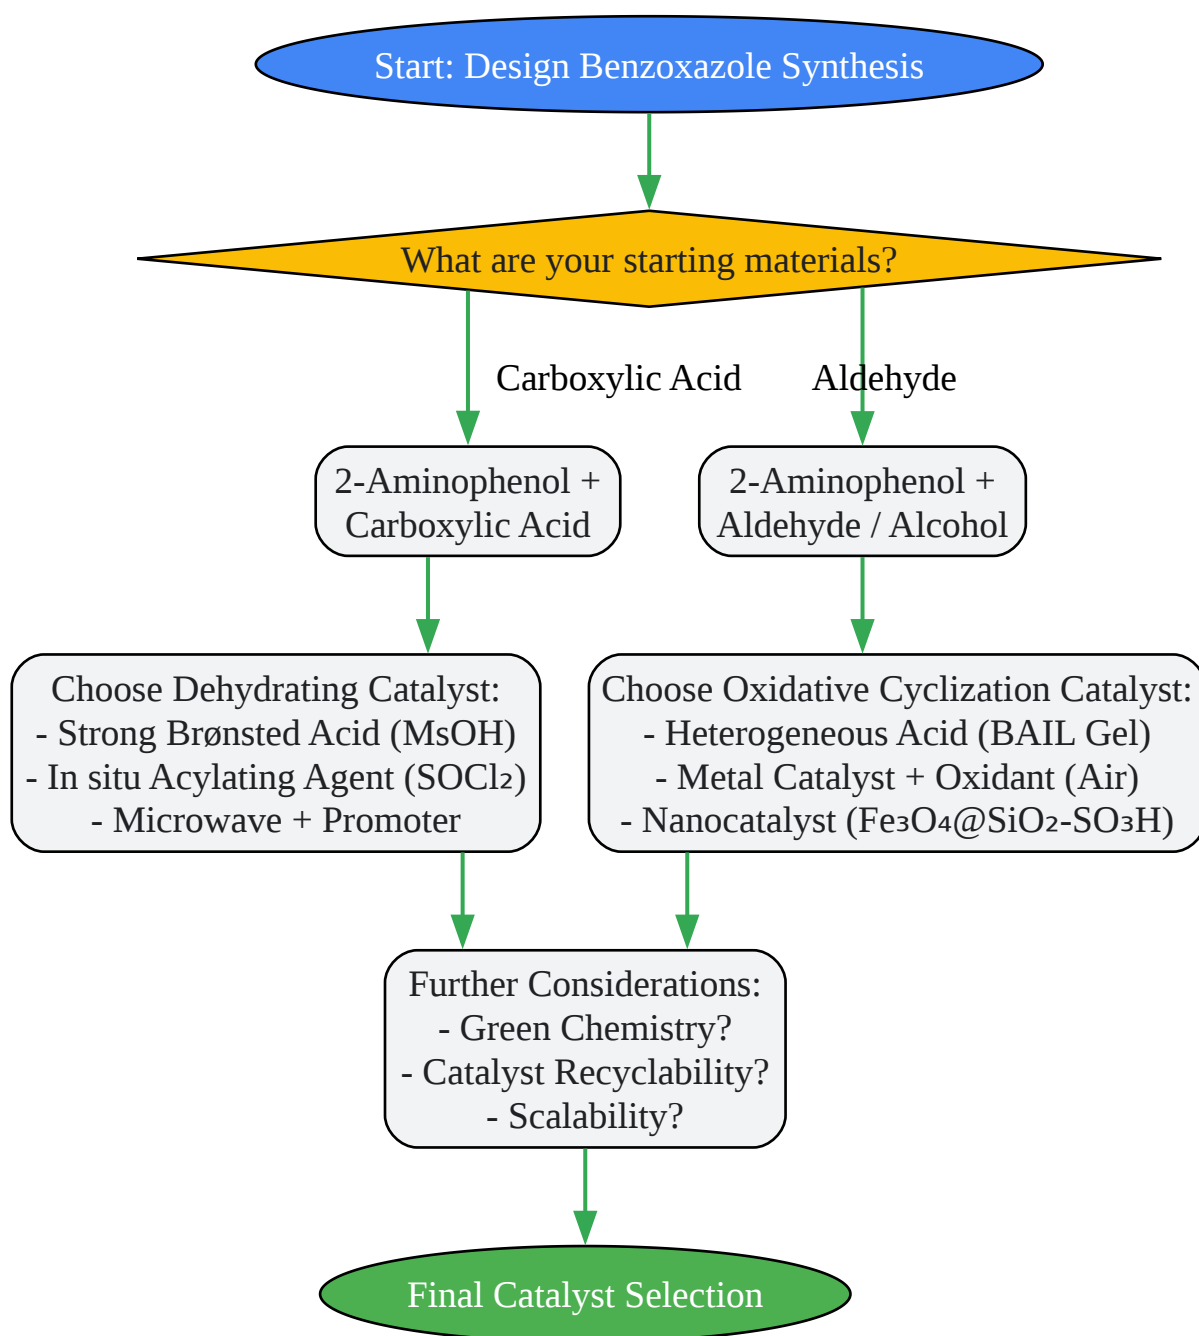 Start: Design Benzoxazole Synthesis
What are your starting materials?
Carboxylic Acid
Aldehyde
2-Aminophenol +
Carboxylic Acid
2-Aminophenol +
Aldehyde / Alcohol
Choose Dehydrating Catalyst:
- Strong Brønsted Acid (MsOH)
- In situ Acylating Agent (SOCl₂)
- Microwave + Promoter
Choose Oxidative Cyclization Catalyst:
- Heterogeneous Acid (BAIL Gel)
- Metal Catalyst + Oxidant (Air)
- Nanocatalyst (Fe₃O₄@SiO₂-SO₃H)
Further Considerations:
- Green Chemistry?
- Catalyst Recyclability?
- Scalability?
Final Catalyst Selection